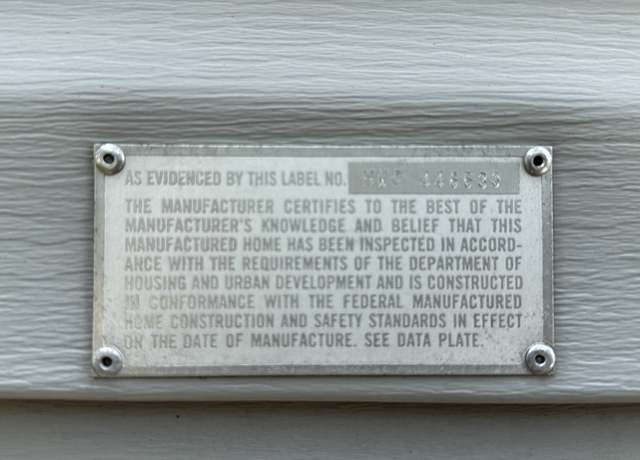 AS EVIDENCED BY THIS LABEL NO.
THE MANUFACTURER CERTIFIES TO THE BEST OF THE
MANUFACTURER'S KNOWLEDGE AND BELIEF THAT THIS
MANUFACTURED HOME HAS BEEN INSPECTED IN ACCORD-
ANCE WITH THE REQUIREMENTS OF THE DEPARTMENT OF
HOUSING AND URBAN DEVELOPMENT AND IS CONSTRUCTED
IN CONFORMANCE WITH THE FEDERAL MANUFACTURED
HOME CONSTRUCTION AND SAFETY STANDARDS IN EFFECT
ON THE DATE OF MANUFACTURE. SEE DATA PLATE.